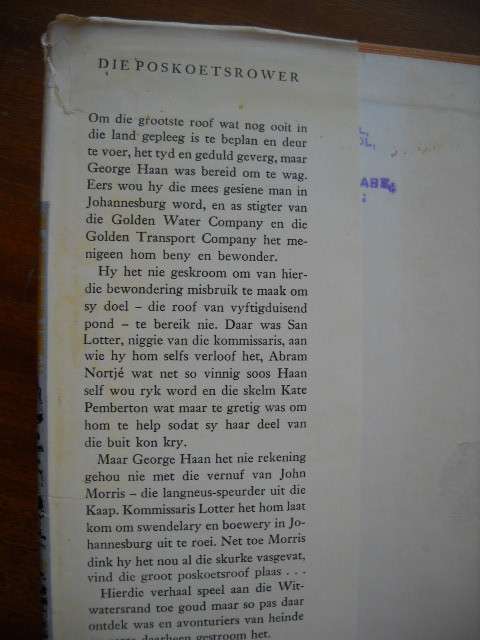 DIE POSKOETSROWER
Om die grootste roof wat nog ooit in
die land gepleeg is te beplan en deur
te voer, het tyd en geduld geverg, maar
George Haan was bereid om te wag.
Eers wou hy die mees gesiene man in
Johannesburg word, en as stigter van
die Golden Water Company en die
Golden Transport Company het me-
nigeen hom beny en bewonder.
Hy het nie geskroom om van hier-
die bewondering misbruik te maak om
sy doel – die roof van vyftigduisend
pond – te bereik nie. Daar was San
Lotter, niggie van die kommissaris, aan
wie hy hom selfs verloof het, Abram
Nortjé wat net so vinnig soos Haan
self wou ryk word en die skelm Kate
Pemberton wat maar te gretig was om
hom te help sodat sy haar deel van
die buit kon kry.
Maar George Haan het nie rekening
gehou nie met die vernuf van John
Morris – die langneus-speurder uit die
Kaap. Kommissaris Lotter het hom laat
kom om swendelary en boewery in Jo-
hannesburg uit te roei. Net toe Morris
dink hy het nou al die skurke vasgevat,
vind die groot poskoetsroof plaas . . .
Hierdie verhaal speel aan die Wit-
watersrand toe goud maar so pas daar
ontdek was en avonturiers van heinde
daarheen gestroom het.